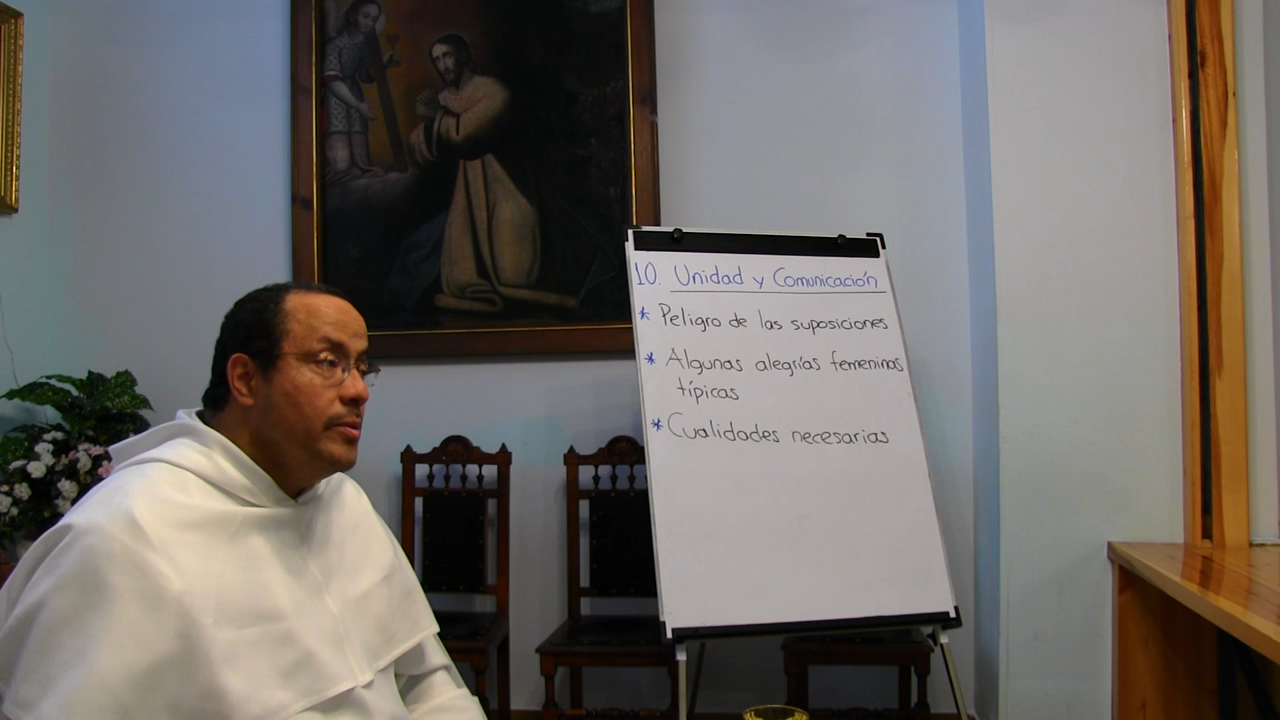 10. Unidad y Comunicación
* Peligro de las suposiciones
* Algunas alegrías femeninas
típicas
* Cualidades necesarias